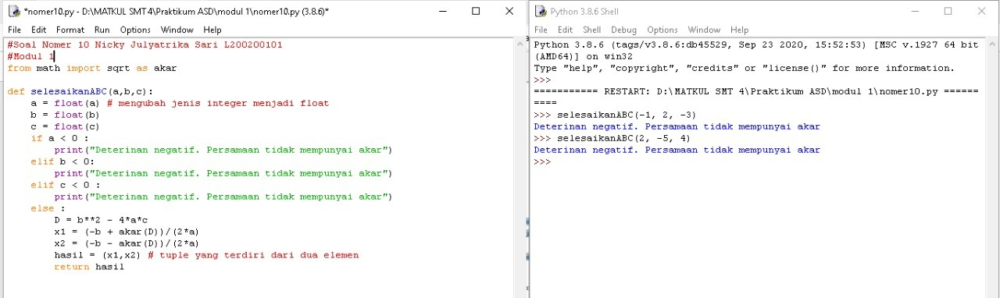 *nomer10.py - D:\MATKUL SMT 4\Praktikum ASD\modul 1\nomer10.py (3.8.6)*
File Edit Format Run Options Window Help
#Soal Nomer 10 Nicky Julyatrika Sari L200200101
#Modul 1
from math import sqrt as akar
def selesaikanABC(a,b,c):
    a = float(a) # mengubah jenis integer menjadi float
    b = float(b)
    c = float(c)
    if a < 0 :
        print("Deterinan negatif. Persamaan tidak mempunyai akar")
    elif b < 0:
        print("Deterinan negatif. Persamaan tidak mempunyai akar")
    elif c < 0 :
        print("Deterinan negatif. Persamaan tidak mempunyai akar")
    else :
        D = b**2 - 4*a*c
        x1 = (-b + akar(D))/(2*a)
        x2 = (-b - akar(D))/(2*a)
        hasil = (x1,x2) # tuple yang terdiri dari dua elemen
        return hasil
Python 3.8.6 Shell
File Edit Shell Debug Options Window Help
Python 3.8.6 (tags/v3.8.6:db45529, Sep 23 2020, 15:52:53) [MSC v.1927 64 bit
(AMD64)] on win32
Type "help", "copyright", "credits" or "license()" for more information.
>>>
=========== RESTART: D:\MATKUL SMT 4\Praktikum ASD\modul 1\nomer10.py ======
====
>>> selesaikanABC(-1, 2, -3)
Deterinan negatif. Persamaan tidak mempunyai akar
>>> selesaikanABC(2, -5, 4)
Deterinan negatif. Persamaan tidak mempunyai akar
>>>